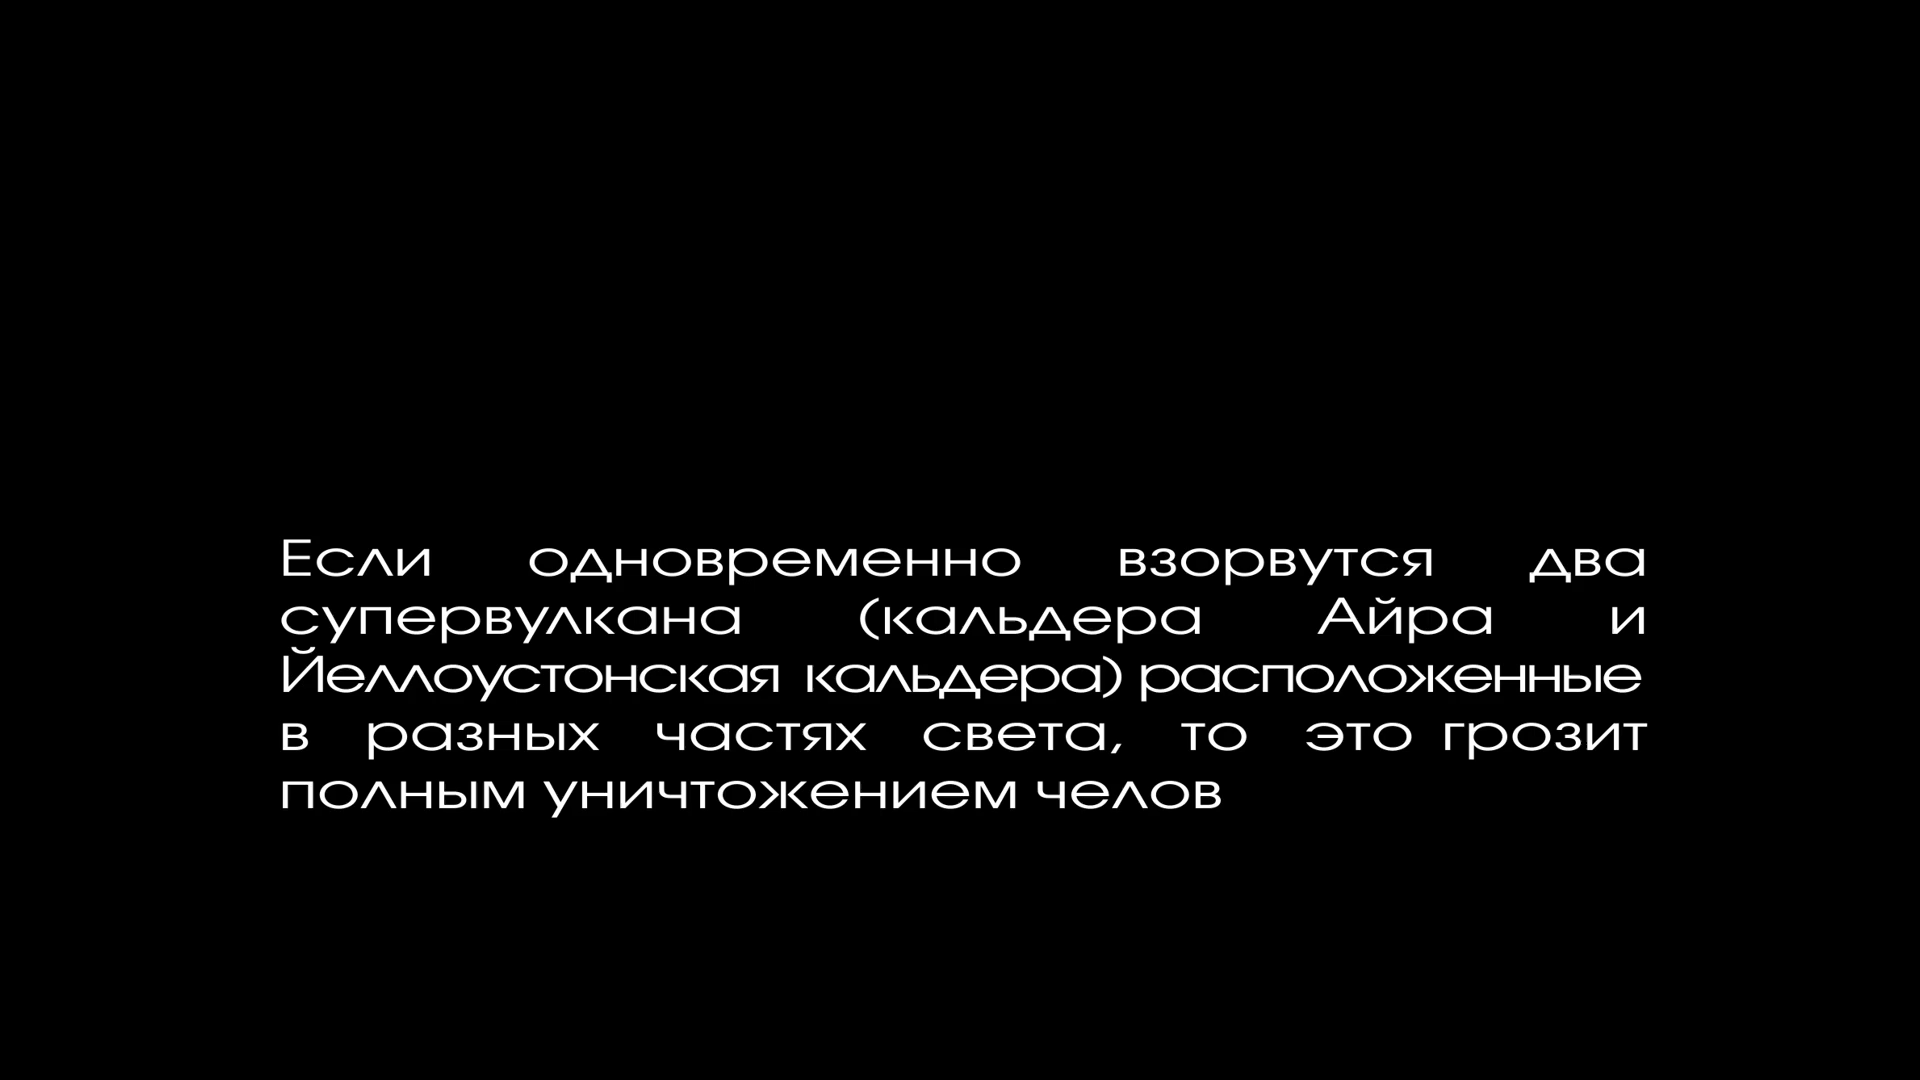 Если одновременно взорвутся два
супервулкана (кальдера Айра и
Йеллоустонская кальдера) расположенные
в разных частях света, то это грозит
полным уничтожением челов